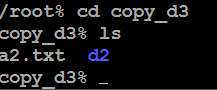 /root% cd copy_d3
copy_d3% ls
a2.txt  d2
copy_d3% _